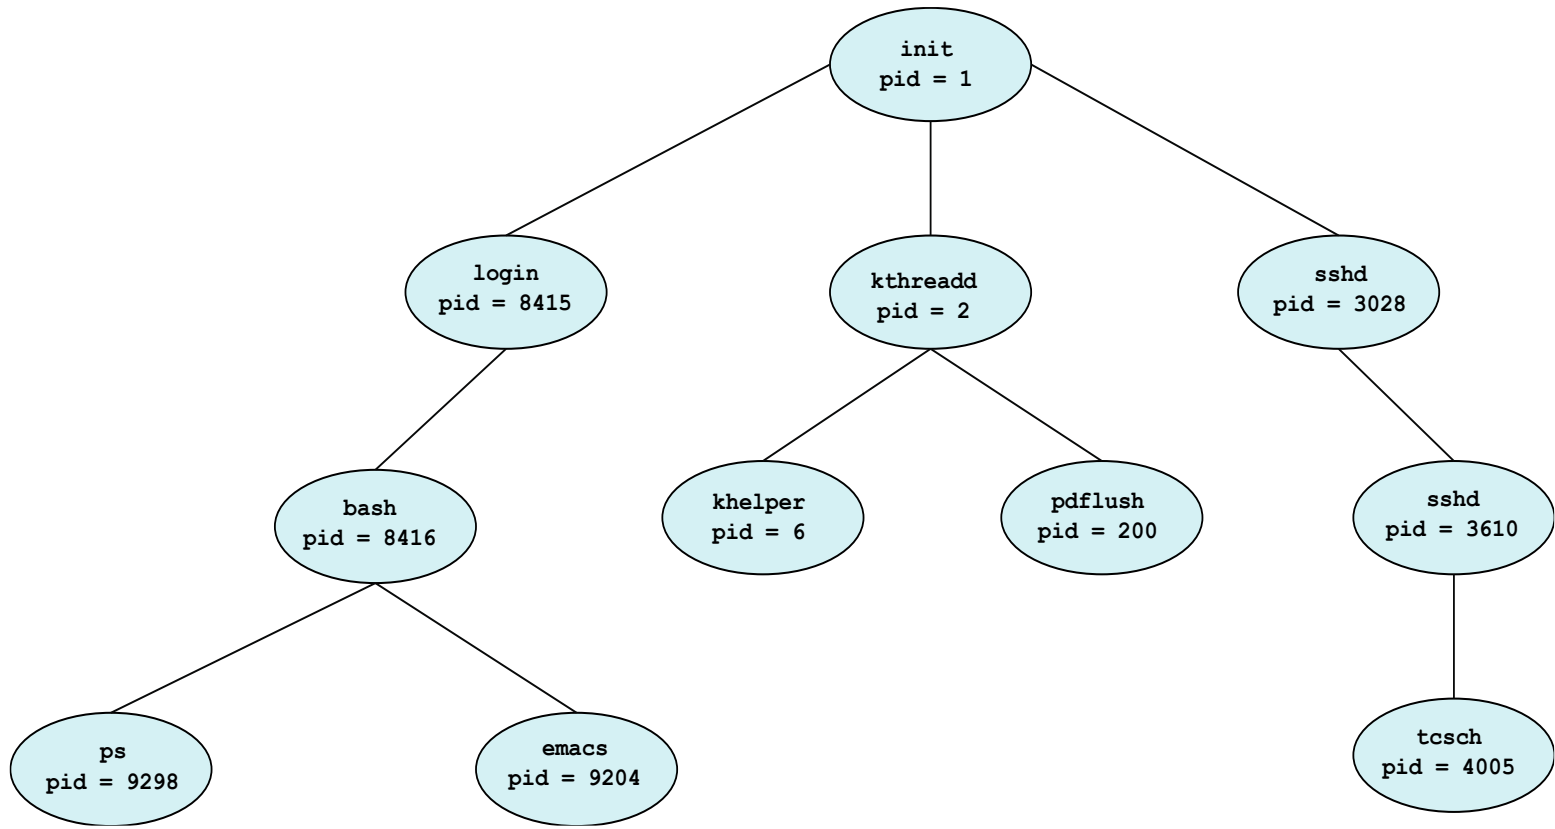 init
pid = 1
login
pid = 8415
kthreadd
pid = 2
sshd
pid = 3028
bash
pid = 8416
khelper
pid = 6
pdflush
pid = 200
sshd
pid = 3610
ps
pid = 9298
emacs
pid = 9204
tcsch
pid = 4005